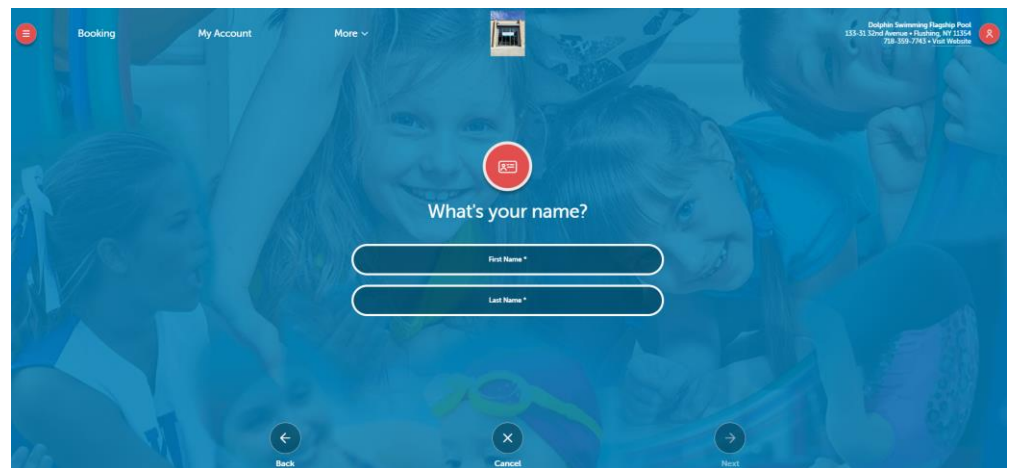 Booking
My Account
More
Dolphin Swimming Flagship Pool
133-31 32nd Avenue • Flushing, NY 11354
718-359-7743 • Visit Website
What's your name?
First Name *
Last Name *
Back
Cancel
Next